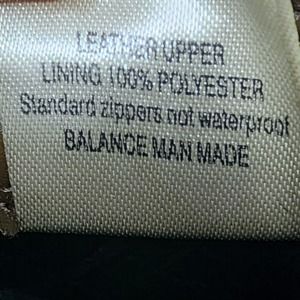 LEATHER UPPER
LINING 100% POLYESTER
Standard zippers not waterproof
BALANCE MAN MADE